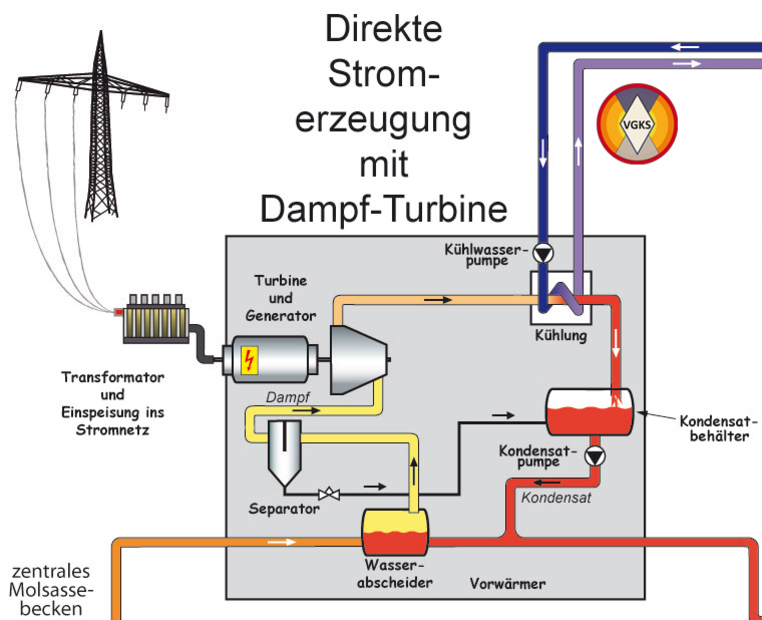 Direkte
Strom-
erzeugung
mit
Dampf-Turbine
VGKS
Kühlwasser-
pumpe
Turbine
und
Generator
Kühlung
Transformator
und
Einspeisung ins
Stromnetz
Dampf
Kondensat-
behälter
Kondensat-
pumpe
Kondensat
Separator
Wasser-
abscheider
Vorwärmer
zentrales
Molsasse-
becken